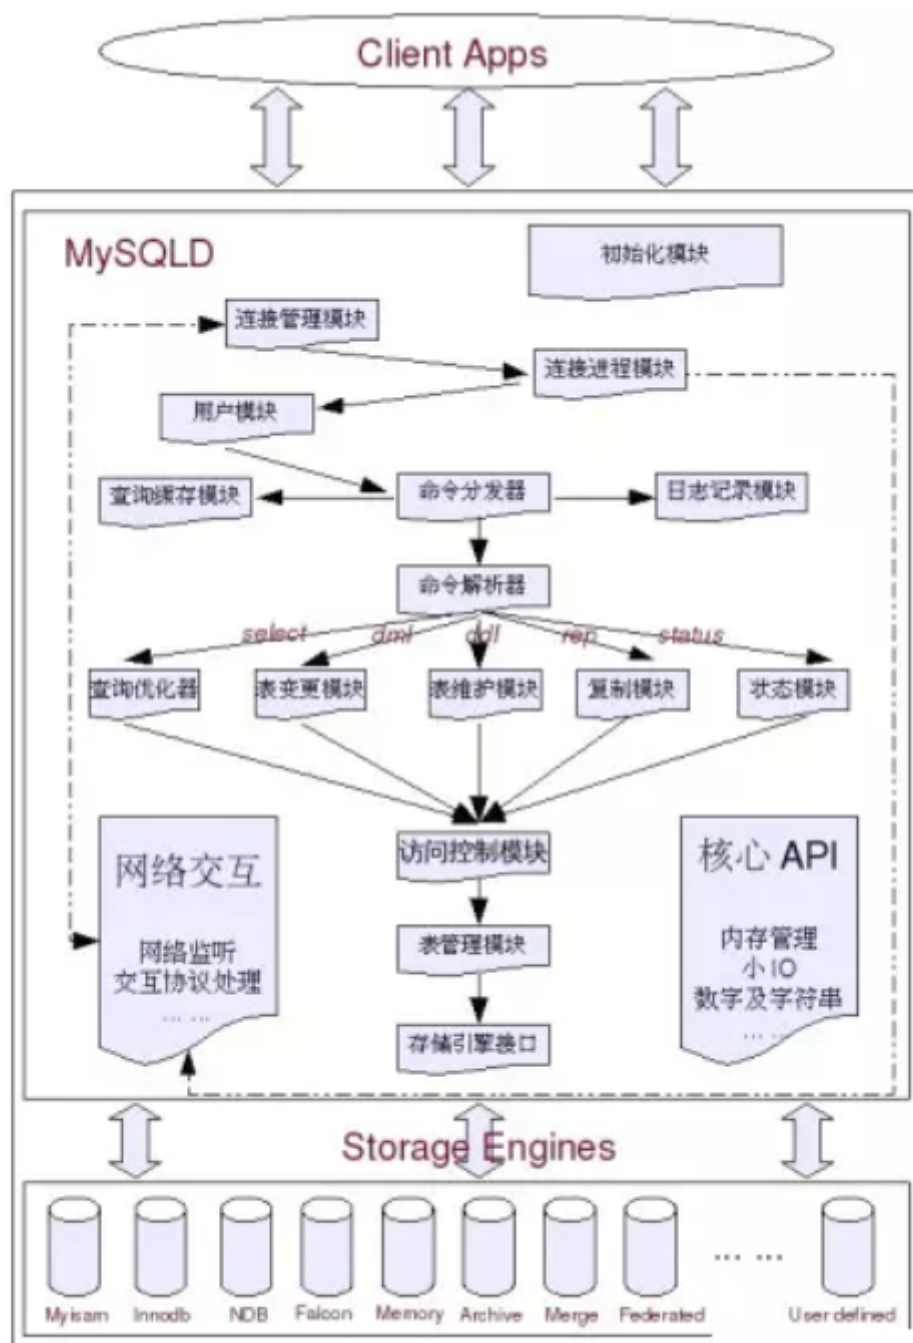 Client Apps
MySQLD
初始化模块
连接管理模块
连接进程模块
用户模块
查询缓存模块
命令分发器
日志记录模块
命令解析器
select
dml
ddl
rep
status
查询优化器
表变更模块
表维护模块
复制模块
状态模块
网络交互
网络监听
交互协议处理
... ...
访问控制模块
表管理模块
存储引擎接口
核心 API
内存管理
小 IO
数字及字符串
... ...
Storage Engines
Myisam
Innodb
NDB
Falcon
Memory
Archive
Merge
Federated
... ...
User defined